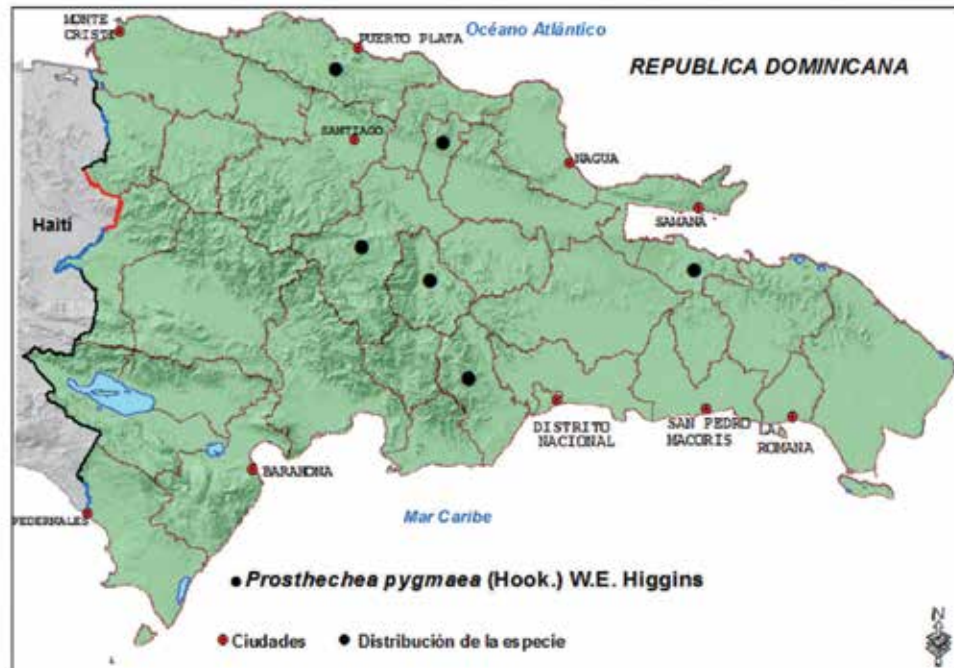 MONTE
CRISTI
PUERTO PLATA
Océano Atlántico
REPUBLICA DOMINICANA
SANTIAGO
NAGUA
Haití
SAMANA
DISTRITO
NACIONAL
SAN PEDRO
MACORIS
LA
ROMANA
BARAHONA
PEDERNALES
Mar Caribe
Prosthechea pygmaea (Hook.) W.E. Higgins
Ciudades
Distribución de la especie
N